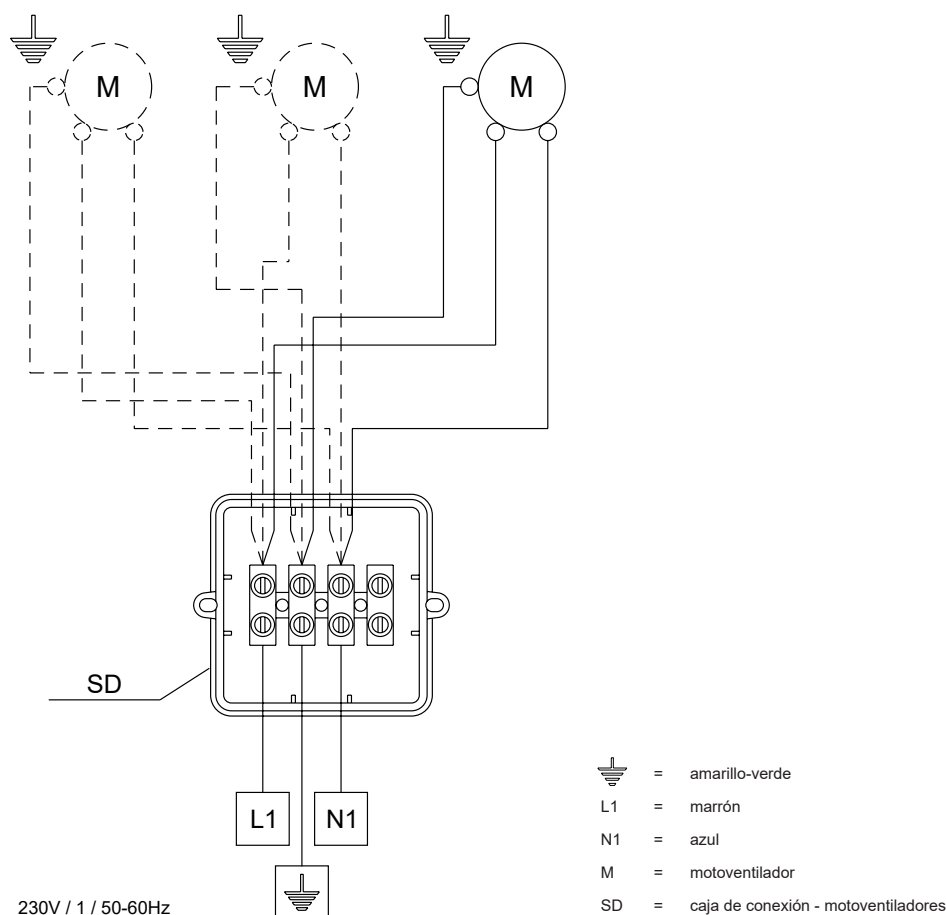 M M M
SD
L1 N1
= amarillo-verde
L1 = marrón
N1 = azul
M = motoventilador
SD = caja de conexión - motoventiladores
230V / 1 / 50-60Hz